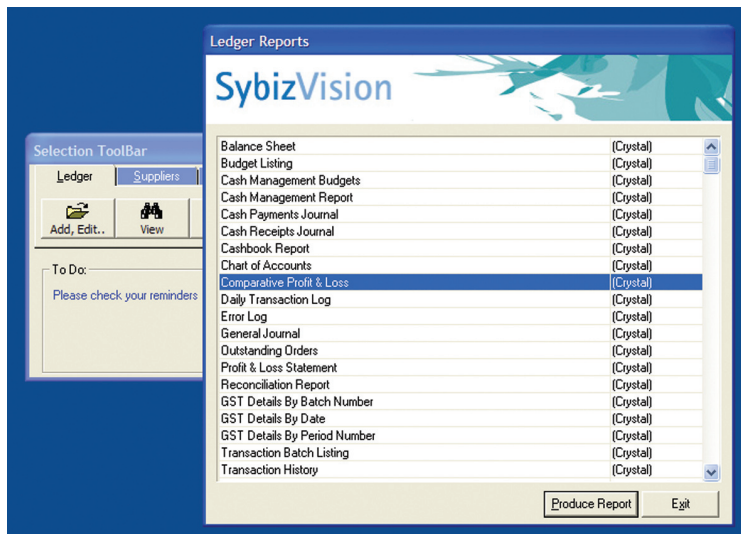 Ledger Reports
SybizVision
Selection ToolBar
Ledger Suppliers
Add, Edit.. View
To Do:
Please check your reminders
Balance Sheet (Crystal)
Budget Listing (Crystal)
Cash Management Budgets (Crystal)
Cash Management Report (Crystal)
Cash Payments Journal (Crystal)
Cash Receipts Journal (Crystal)
Cashbook Report (Crystal)
Chart of Accounts (Crystal)
Comparative Profit & Loss (Crystal)
Daily Transaction Log (Crystal)
Error Log (Crystal)
General Journal (Crystal)
Outstanding Orders (Crystal)
Profit & Loss Statement (Crystal)
Reconciliation Report (Crystal)
GST Details By Batch Number (Crystal)
GST Details By Date (Crystal)
GST Details By Period Number (Crystal)
Transaction Batch Listing (Crystal)
Transaction History (Crystal)
Produce Report Exit